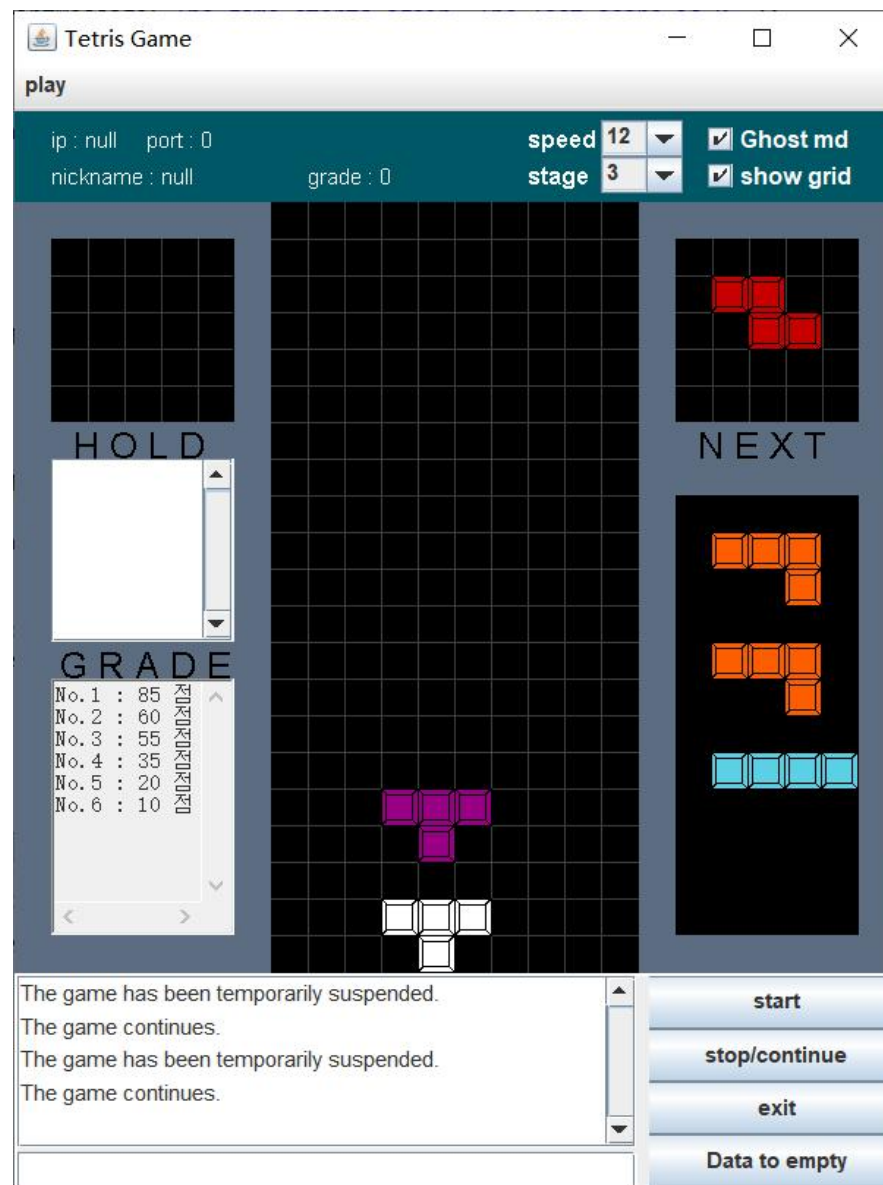 Tetris Game
play
ip : null port : 0
nickname : null grade : 0
speed 12
stage 3
Ghost md
show grid
HOLD
NEXT
GRADE
No.1 : 85 점
No.2 : 60 점
No.3 : 55 점
No.4 : 35 점
No.5 : 20 점
No.6 : 10 점
The game has been temporarily suspended.
The game continues.
The game has been temporarily suspended.
The game continues.
start
stop/continue
exit
Data to empty